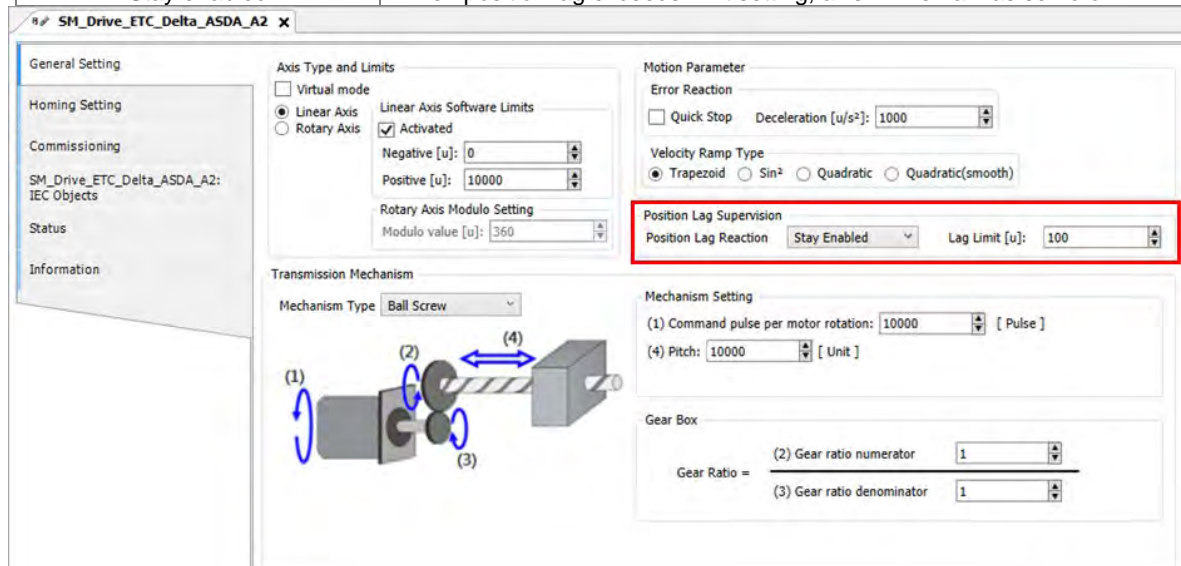 SM_Drive_ETC_Delta_ASDA_A2 x
General Setting
Homing Setting
Commissioning
SM_Drive_ETC_Delta_ASDA_A2:
IEC Objects
Status
Information
Axis Type and Limits
Virtual mode
Linear Axis
Rotary Axis
Linear Axis Software Limits
Activated
Negative [u]: 0
Positive [u]: 10000
Rotary Axis Modulo Setting
Modulo value [u]: 360
Motion Parameter
Error Reaction
Quick Stop Deceleration [u/s²]: 1000
Velocity Ramp Type
Trapezoid Sin² Quadratic Quadratic(smooth)
Position Lag Supervision
Position Lag Reaction Stay Enabled Lag Limit [u]: 100
Transmission Mechanism
Mechanism Type Ball Screw
(1)
(2)
(4)
(3)
Mechanism Setting
(1) Command pulse per motor rotation: 10000 [ Pulse ]
(4) Pitch: 10000 [ Unit ]
Gear Box
Gear Ratio =
(2) Gear ratio numerator 1
(3) Gear ratio denominator 1